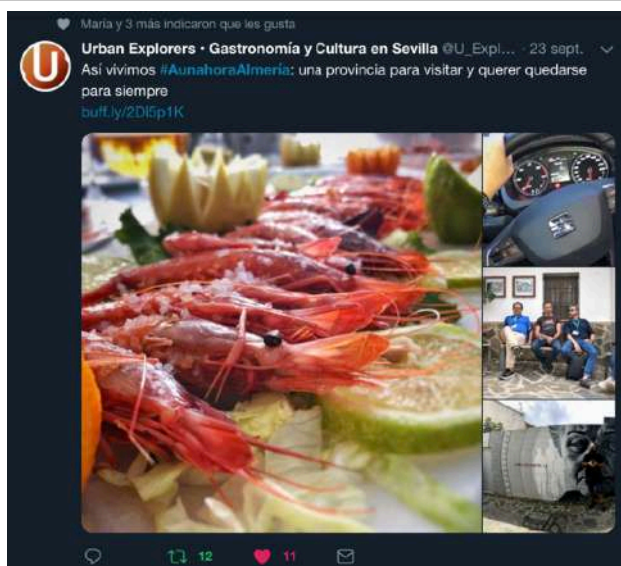 María y 3 más indicaron que les gusta
Urban Explorers · Gastronomía y Cultura en Sevilla @U_Expl... · 23 sept.
Así vivimos #AunahoraAlmería: una provincia para visitar y querer quedarse
para siempre
buff.ly/2Dl5p1K
U
12
11